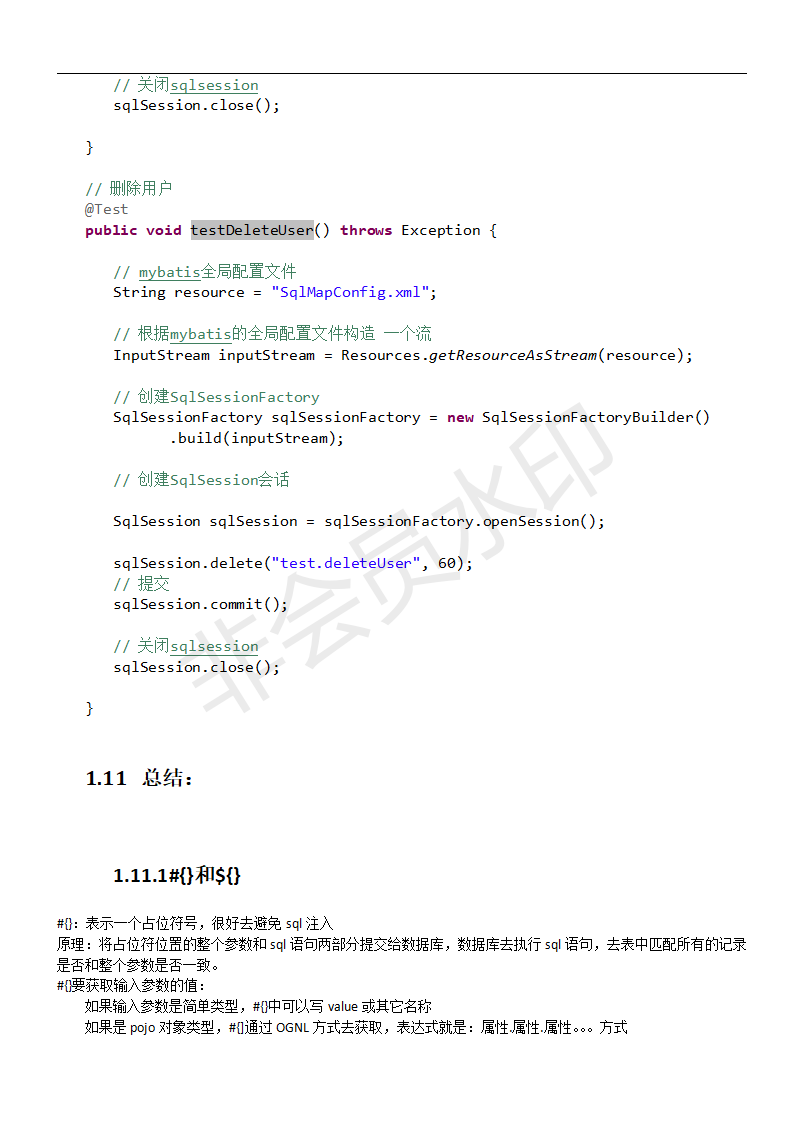 // 关闭sqlsession
sqlSession.close();
}
// 删除用户
@Test
public void testDeleteUser() throws Exception {
// mybatis全局配置文件
String resource = "SqlMapConfig.xml";
// 根据mybatis的全局配置文件构造 一个流
InputStream inputStream = Resources.getResourceAsStream(resource);
// 创建SqlSessionFactory
SqlSessionFactory sqlSessionFactory = new SqlSessionFactoryBuilder()
.build(inputStream);
// 创建SqlSession会话
SqlSession sqlSession = sqlSessionFactory.openSession();
sqlSession.delete("test.deleteUser", 60);
// 提交
sqlSession.commit();
// 关闭sqlsession
sqlSession.close();
}
非会员水印
1.11 总结：
1.11.1#{}和${}
#{}：表示一个占位符号，很好去避免 sql 注入
原理：将占位符位置的整个参数和 sql 语句两部分提交给数据库，数据库去执行 sql 语句，去表中匹配所有的记录
是否和整个参数是否一致。
#{}要获取输入参数的值：
如果输入参数是简单类型，#{}中可以写 value 或其它名称
如果是 pojo 对象类型，#{}通过 OGNL 方式去获取，表达式就是：属性.属性.属性。。。方式